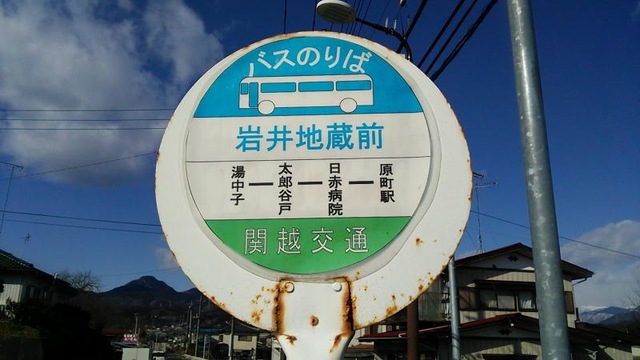 バスのりば
岩井地蔵前
湯中子━太郎谷戸━日赤病院━原町駅
関越交通